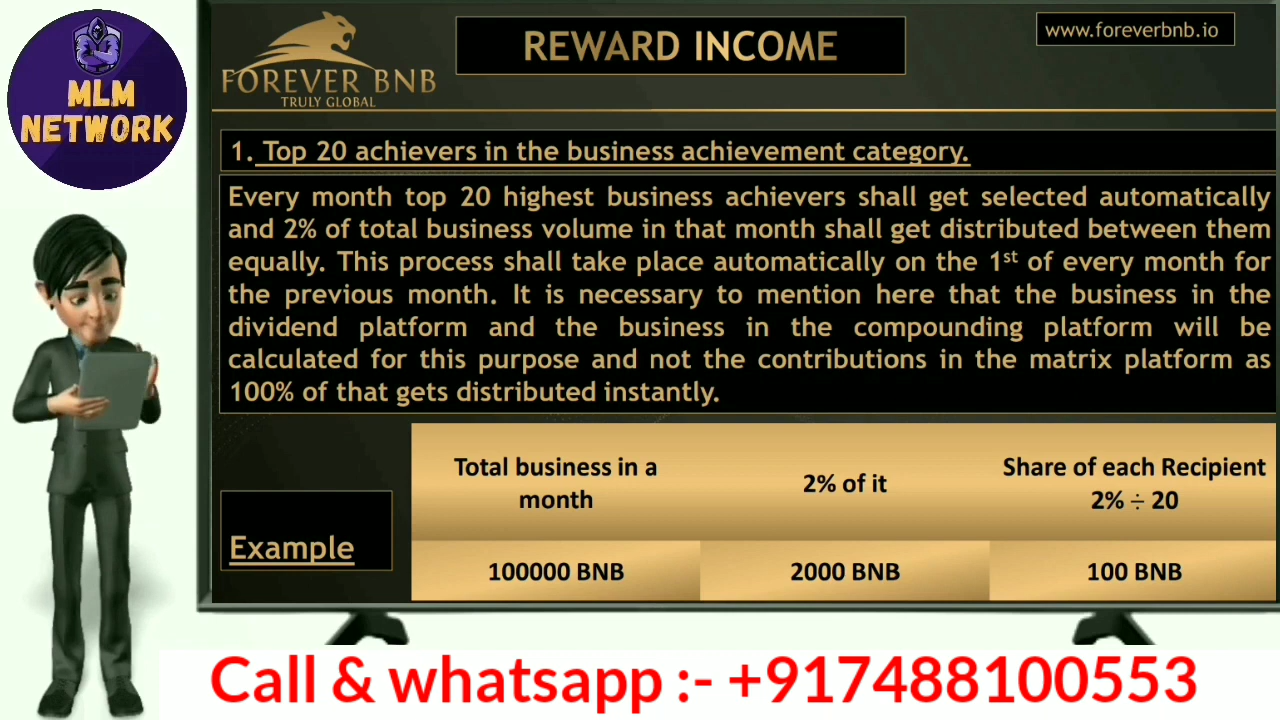 MLM
NETWORK
FOREVER BNB
TRULY GLOBAL
REWARD INCOME
www.foreverbnb.io
1. Top 20 achievers in the business achievement category.
Every month top 20 highest business achievers shall get selected automatically
and 2% of total business volume in that month shall get distributed between them
equally. This process shall take place automatically on the 1st of every month for
the previous month. It is necessary to mention here that the business in the
dividend platform and the business in the compounding platform will be
calculated for this purpose and not the contributions in the matrix platform as
100% of that gets distributed instantly.
Example
Total business in a
month
2% of it
Share of each Recipient
2% ÷ 20
100000 BNB
2000 BNB
100 BNB
Call & whatsapp :- +917488100553